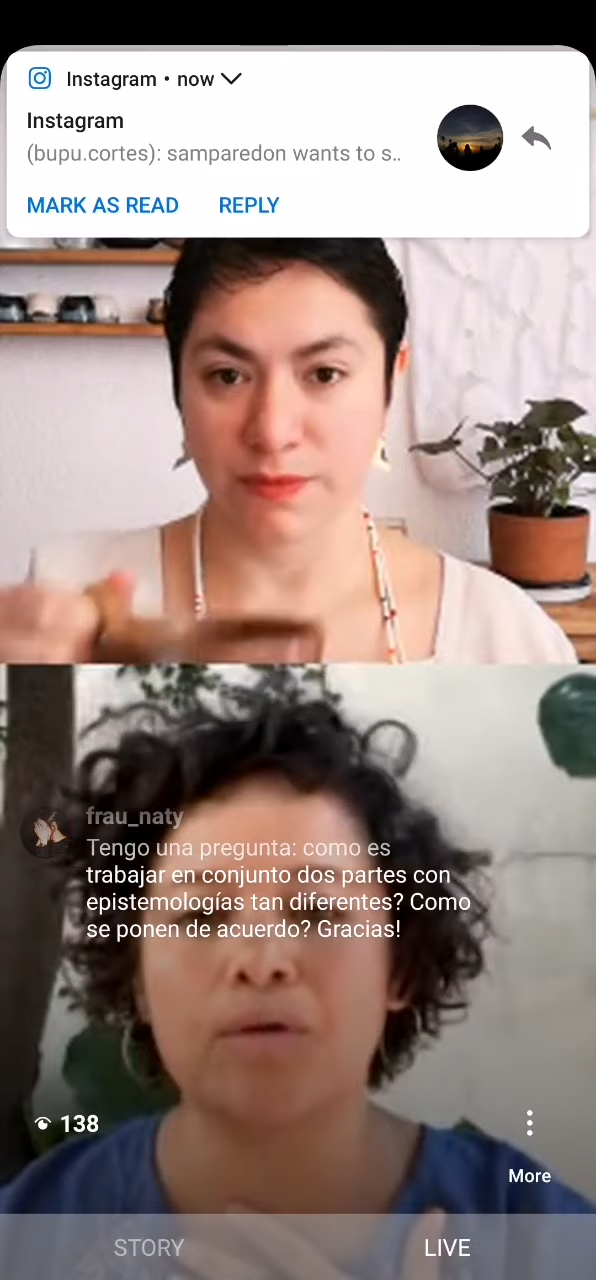 Instagram • now
Instagram
(bupu.cortes): samparedon wants to s..
MARK AS READ REPLY
frau_naty
Tengo una pregunta: como es
trabajar en conjunto dos partes con
epistemologías tan diferentes? Como
se ponen de acuerdo? Gracias!
138
More
STORY LIVE